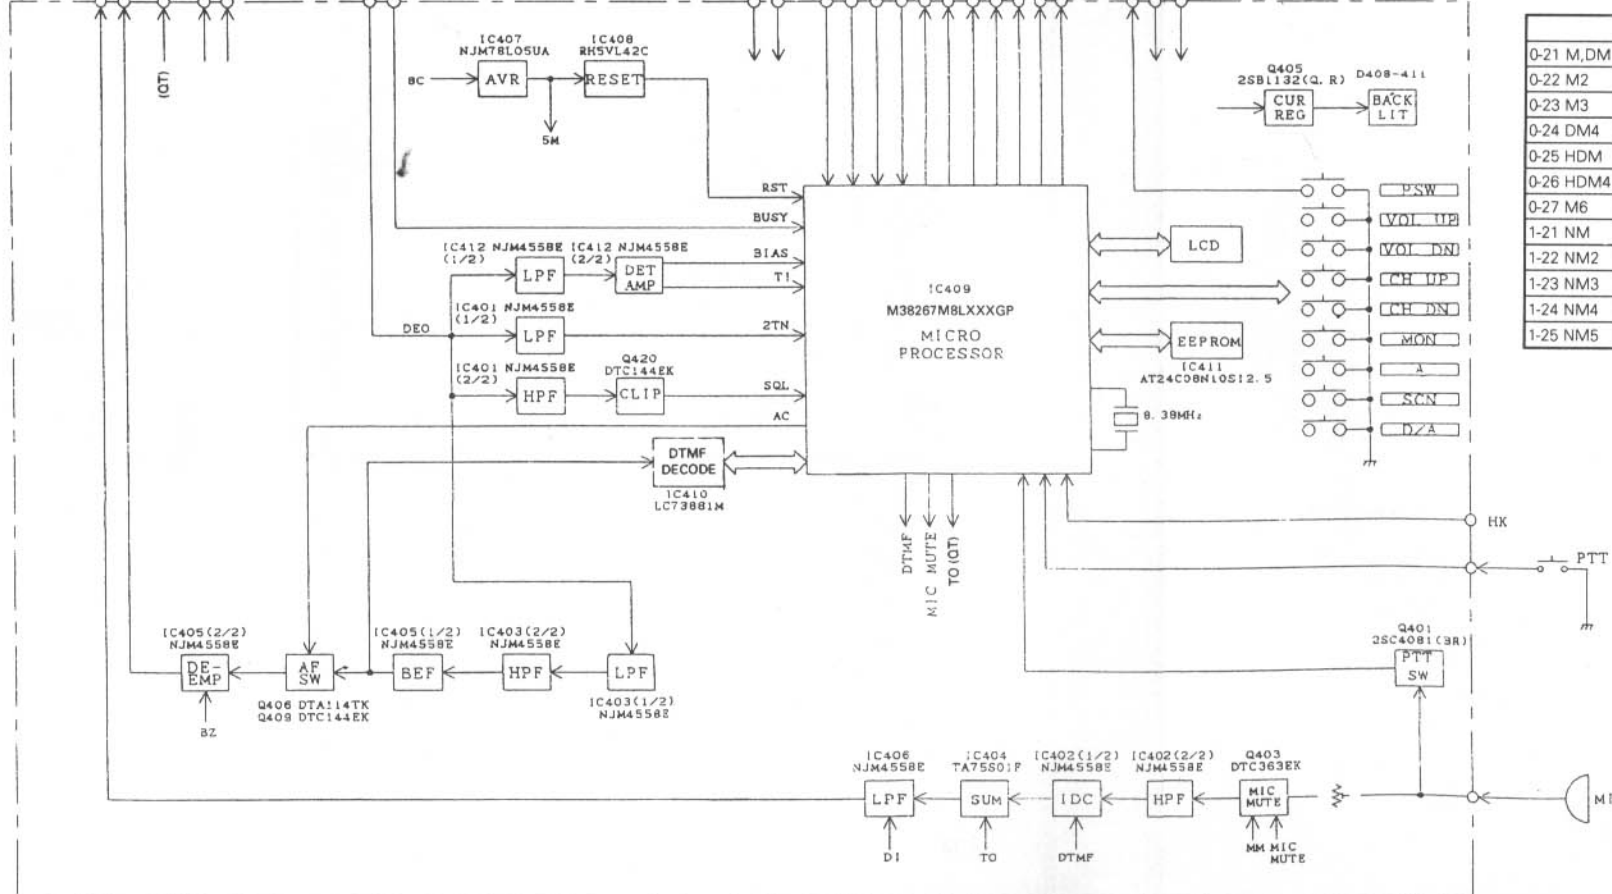 IC407
NJM78L05UA
IC408
RH5VL42C
8C
AVR
RESET
5M
(QT)
Q405
2SB1132(Q.R)
D408-411
CUR
REG
BACK
LIT
0-21 M,DM
0-22 M2
0-23 M3
0-24 DM4
0-25 HDM
0-26 HDM4
0-27 M6
1-21 NM
1-22 NM2
1-23 NM3
1-24 NM4
1-25 NM5
RST
BUSY
IC412 NJM4558E
(1/2)
IC412 NJM4558E
(2/2)
BIAS
LPF
DET
AMP
TI
IC401 NJM4558E
(1/2)
DEO
LPF
2TN
IC401 NJM4558E
(2/2)
Q420
DTC144EK
HPF
CLIP
SQL
AC
DTMF
DECODE
IC410
LC73881M
IC409
M38267M8LXXXGP
MICRO
PROCESSOR
LCD
EEPROM
IC411
AT24C08N10SI2.5
8.38MHz
PSW
VOL UP
VOL DN
CH UP
CH DN
MON
A
SCN
D/A
DTMF
MIC MUTE
TO(QT)
HK
PTT
Q401
2SC4081(BR)
PTT
SW
IC405(2/2)
NJM4558E
DE-
EMP
BZ
AF
SW
Q406 DTA114TK
Q409 DTC144EK
IC405(1/2)
NJM4558E
BEF
IC403(2/2)
NJM4558E
HPF
LPF
IC403(1/2)
NJM4558E
IC406
NJM4558E
LPF
DI
IC404
TA75S01F
SUM
TO
IC402(1/2)
NJM4558E
IDC
DTMF
IC402(2/2)
NJM4558E
HPF
Q403
DTC363EK
MIC
MUTE
MM
MIC
MUTE
MI